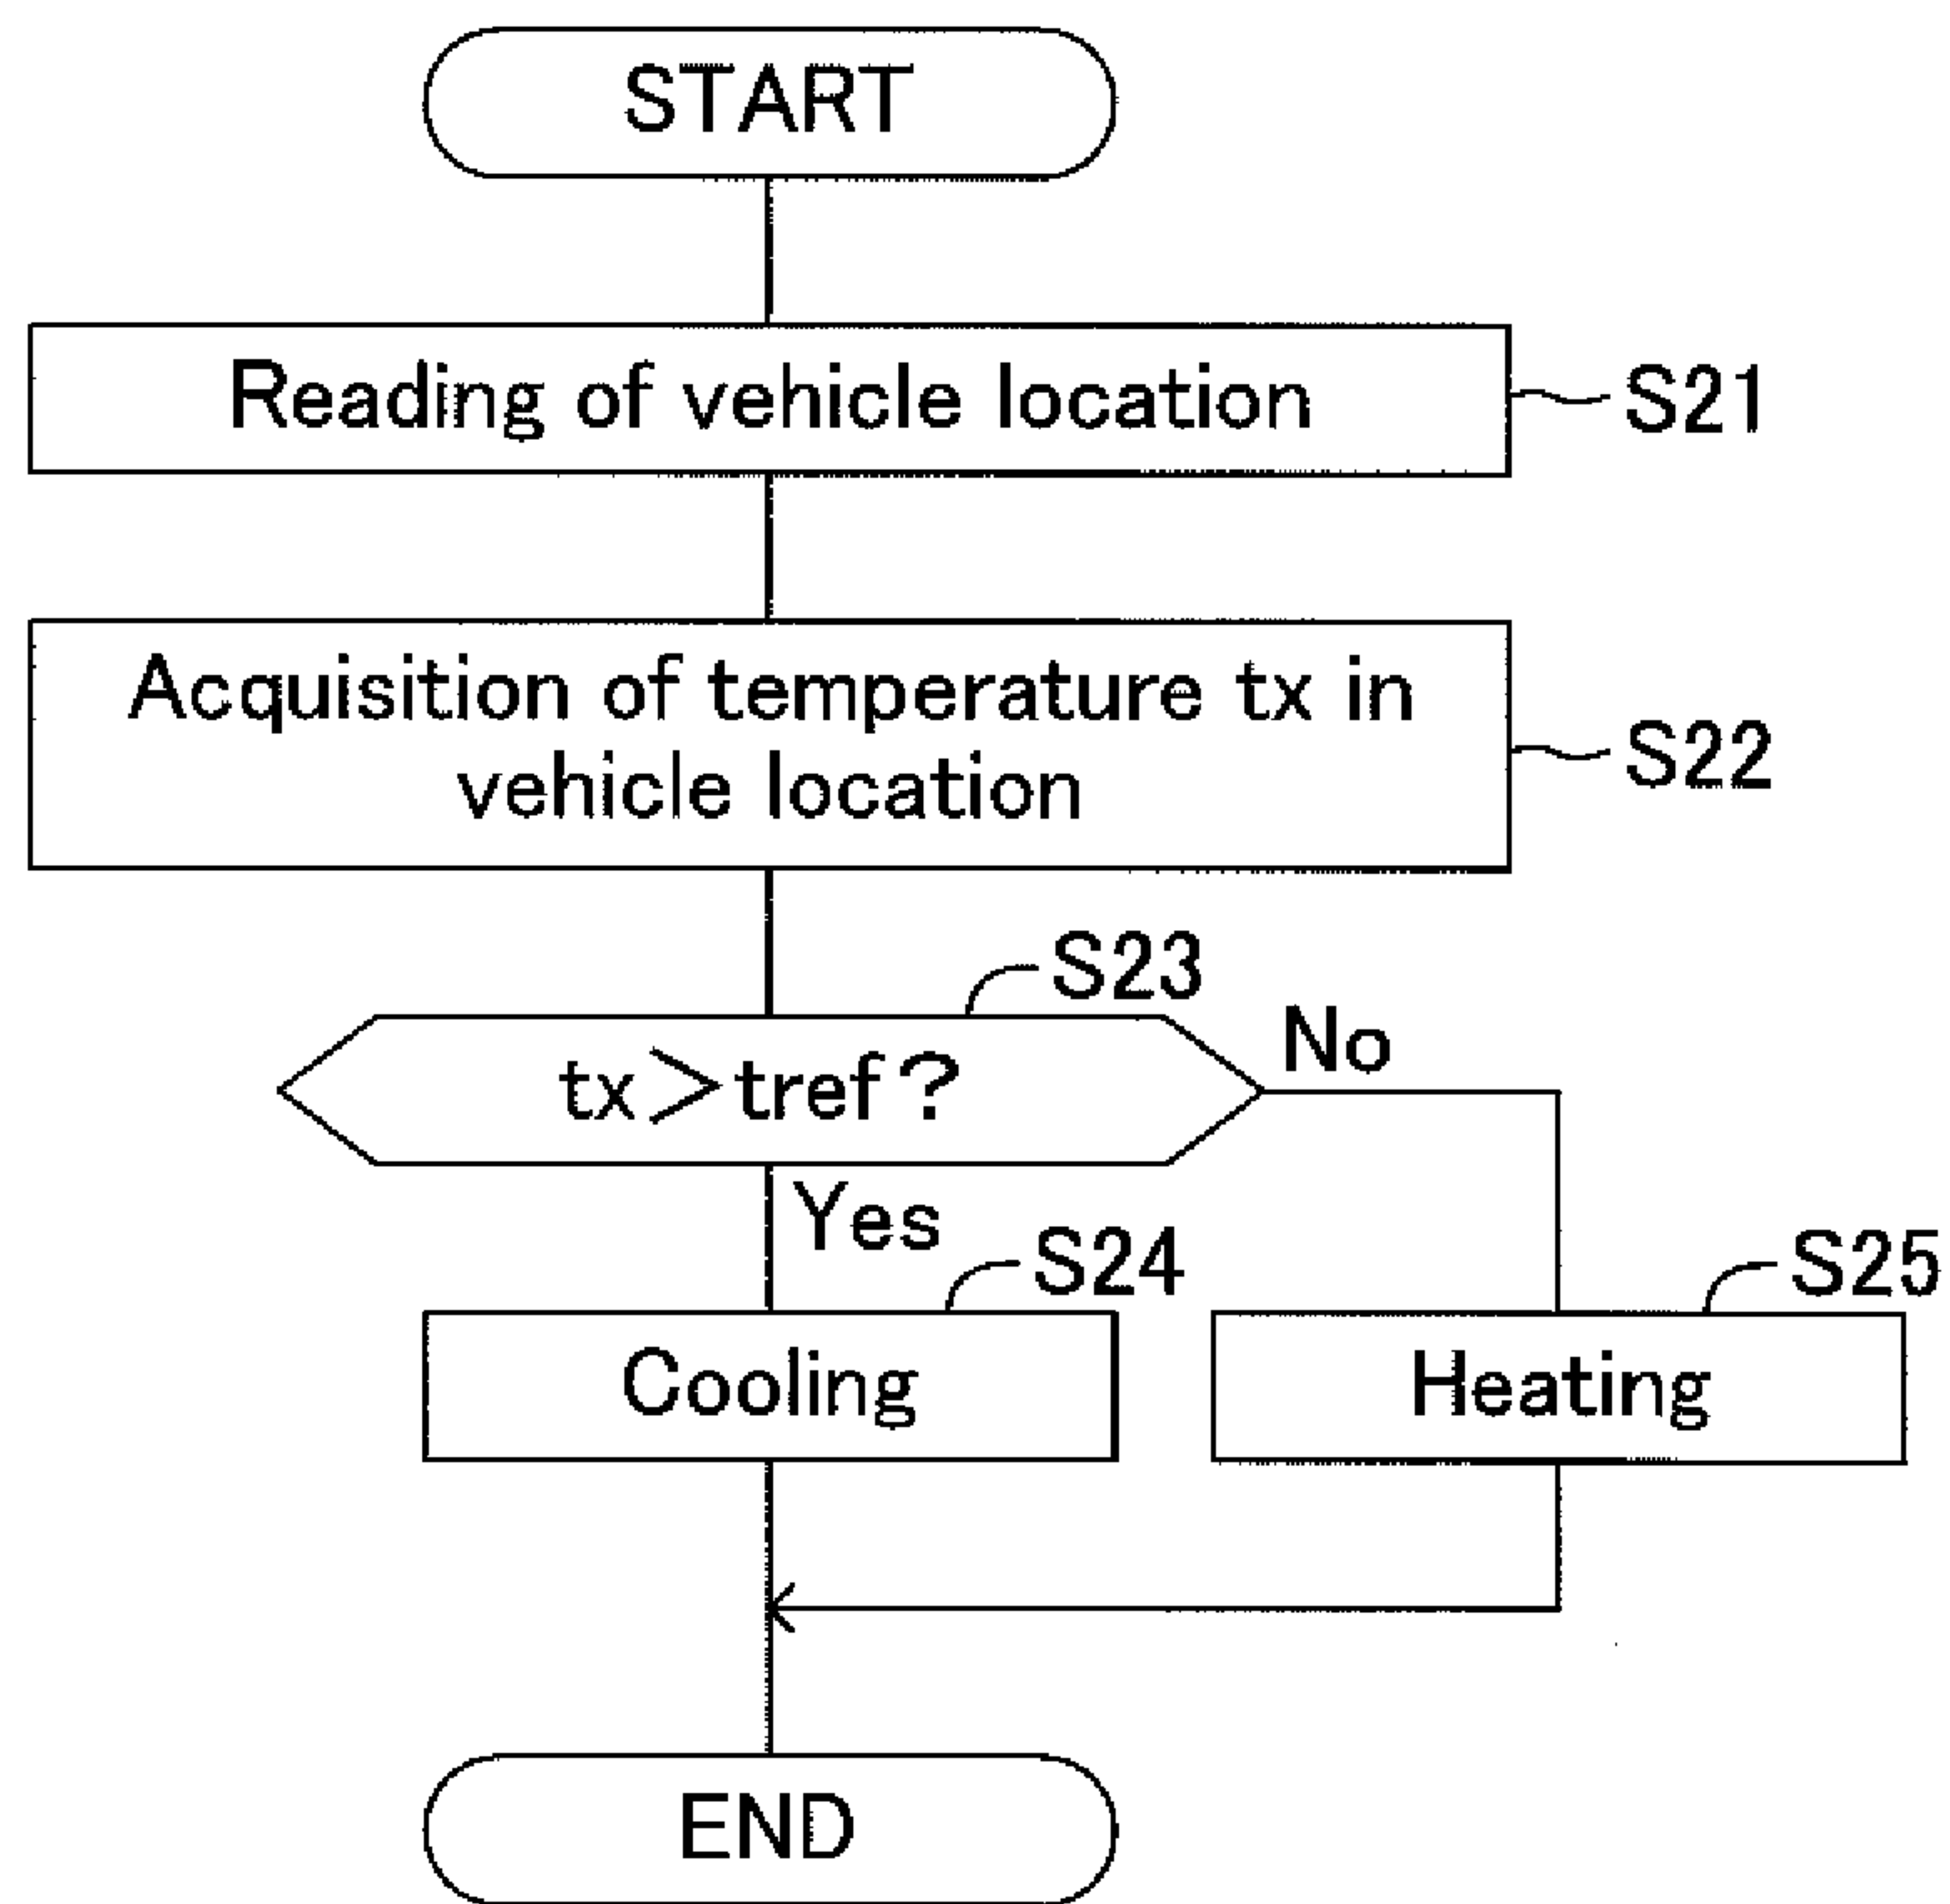 START
Reading of vehicle location
S21
Acquisition of temperature tx in
vehicle location
S22
S23
tx>tref?
No
Yes
S24
S25
Cooling
Heating
END